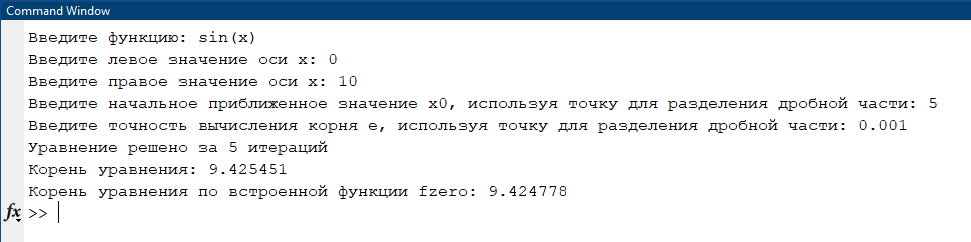 Command Window
Введите функцию: sin(x)
Введите левое значение оси x: 0
Введите правое значение оси x: 10
Введите начальное приближенное значение x0, используя точку для разделения дробной части: 5
Введите точность вычисления корня e, используя точку для разделения дробной части: 0.001
Уравнение решено за 5 итераций
Корень уравнения: 9.425451
Корень уравнения по встроенной функции fzero: 9.424778
fx >>